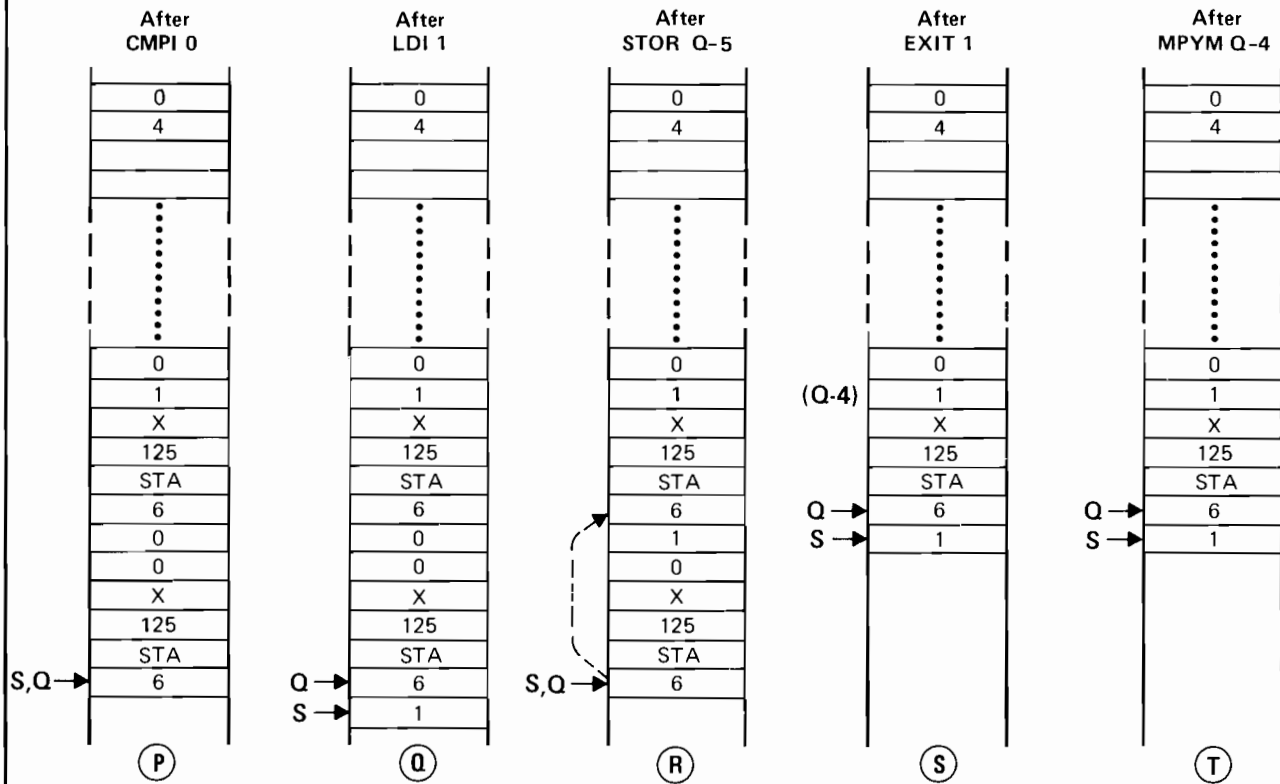 After
CMPI 0
0
4
0
1
X
125
STA
6
0
0
X
125
STA
S,Q 6
P
After
LDI 1
0
4
0
1
X
125
STA
6
0
0
X
125
STA
Q 6
S 1
Q
After
STOR Q-5
0
4
0
1
X
125
STA
6
1
0
X
125
STA
S,Q 6
R
After
EXIT 1
0
4
0
(Q-4) 1
X
125
STA
Q 6
S 1
S
After
MPYM Q-4
0
4
0
1
X
125
STA
Q 6
S 1
T